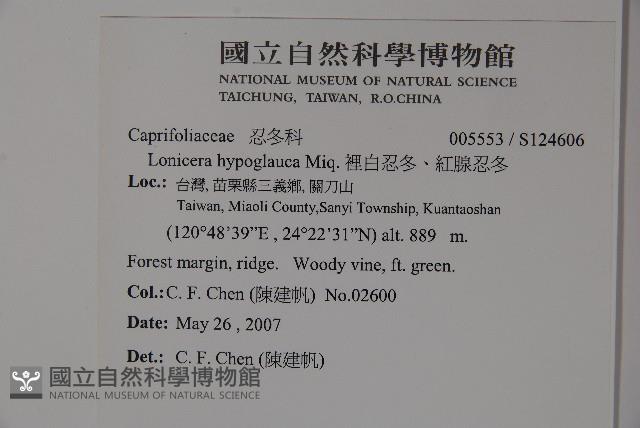 國立自然科學博物館
NATIONAL MUSEUM OF NATURAL SCIENCE
TAICHUNG, TAIWAN, R.O.CHINA
Caprifoliaceae 忍冬科 005553 / S124606
Lonicera hypoglauca Miq. 裡白忍冬、紅腺忍冬
Loc.: 台灣, 苗栗縣三義鄉, 關刀山
Taiwan, Miaoli County,Sanyi Township, Kuantaoshan
(120°48’39”E , 24°22’31”N) alt. 889 m.
Forest margin, ridge. Woody vine, ft. green.
Col.: C. F. Chen (陳建帆) No.02600
Date: May 26 , 2007
Det.: C. F. Chen (陳建帆)
國立自然科學博物館
NATIONAL MUSEUM OF NATURAL SCIENCE